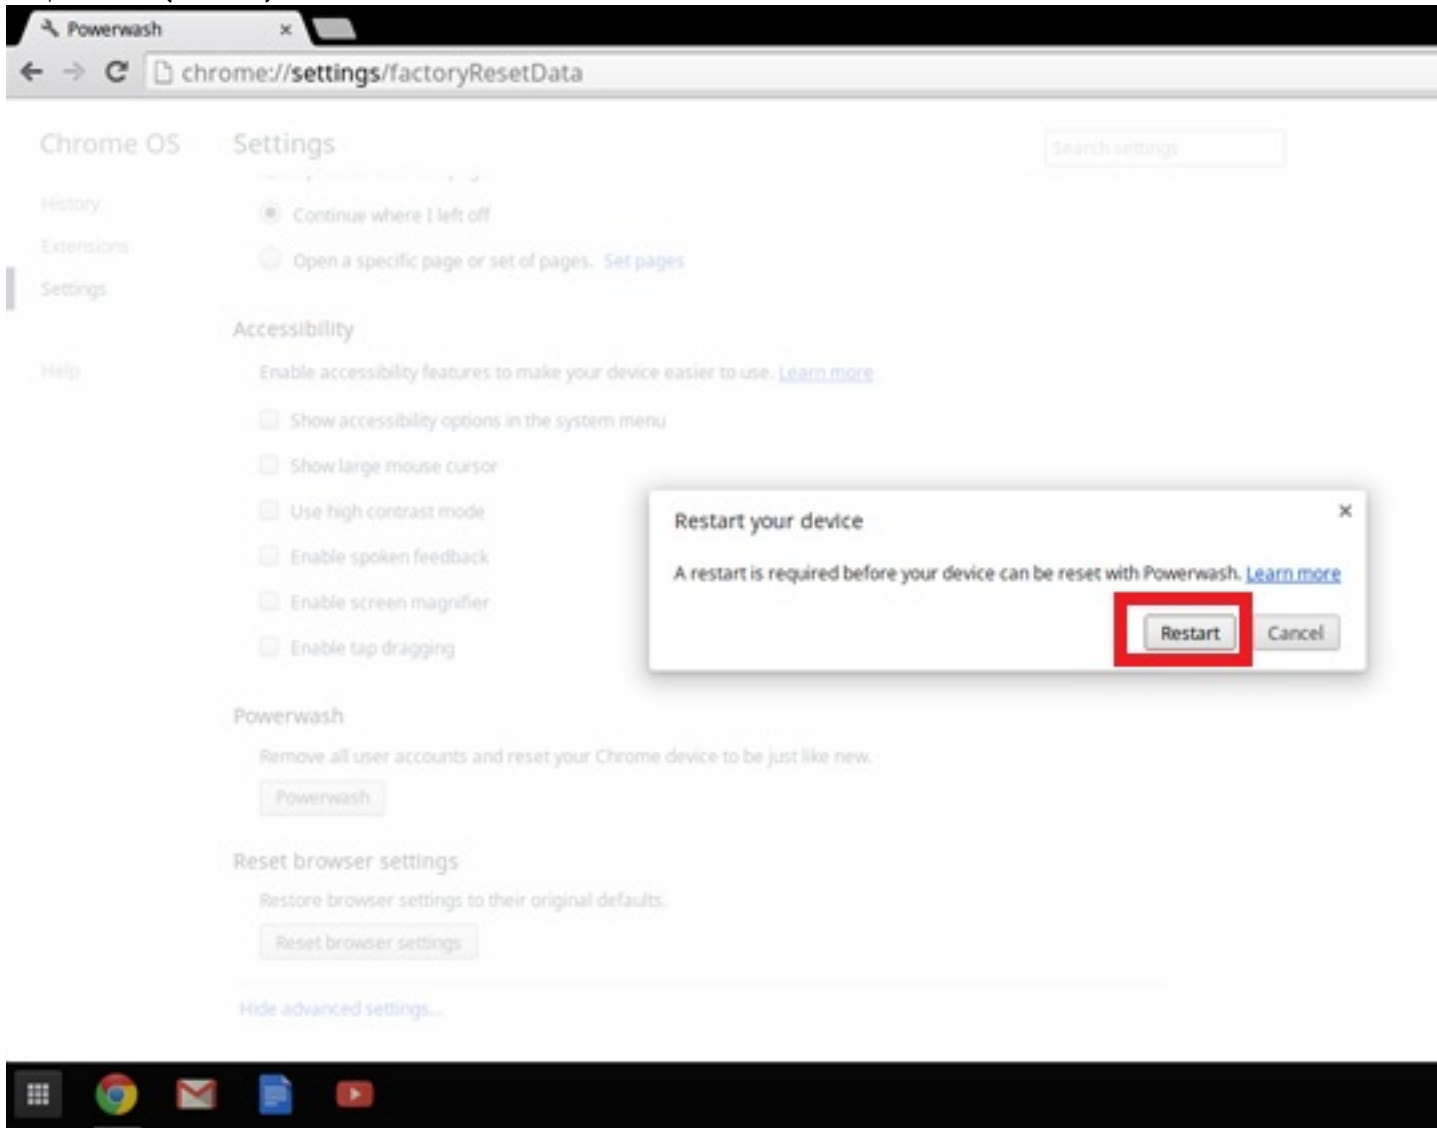 Powerwash
chrome://settings/factoryResetData
Chrome OS
Settings
Search settings
History
Extensions
Settings
Help
Continue where I left off
Open a specific page or set of pages. Set pages
Accessibility
Enable accessibility features to make your device easier to use. Learn more
Show accessibility options in the system menu
Show large mouse cursor
Use high contrast mode
Enable spoken feedback
Enable screen magnifier
Enable tap dragging
Restart your device
A restart is required before your device can be reset with Powerwash. Learn more
Restart
Cancel
Powerwash
Remove all user accounts and reset your Chrome device to be just like new.
Powerwash
Reset browser settings
Restore browser settings to their original defaults.
Reset browser settings
Hide advanced settings...